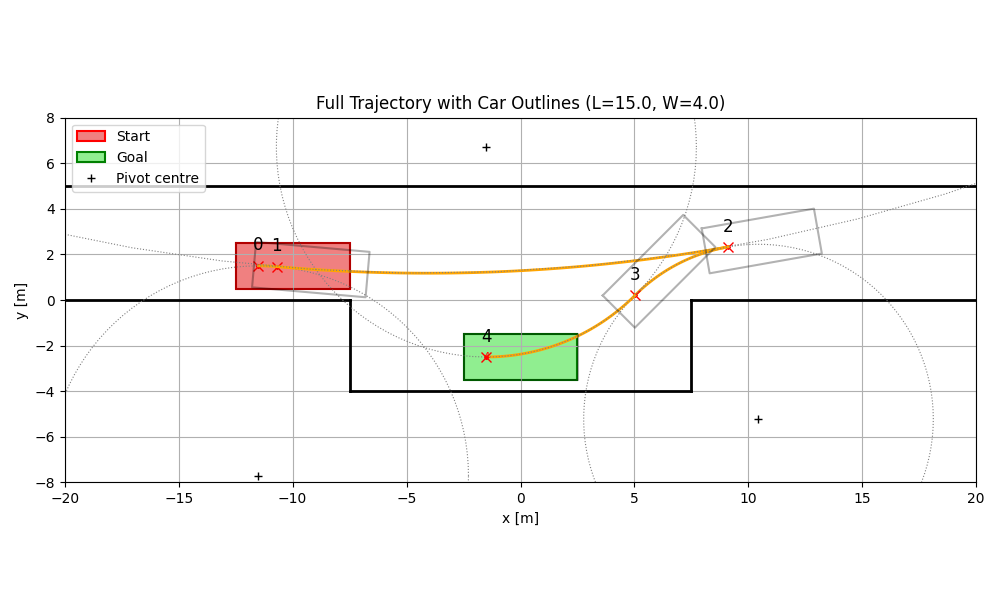 Full Trajectory with Car Outlines (L=15.0, W=4.0)
Start
Goal
Pivot centre
0 1 2 3 4
8
6
4
2
0
−2
−4
−6
−8
y [m]
−20 −15 −10 −5 0 5 10 15 20
x [m]